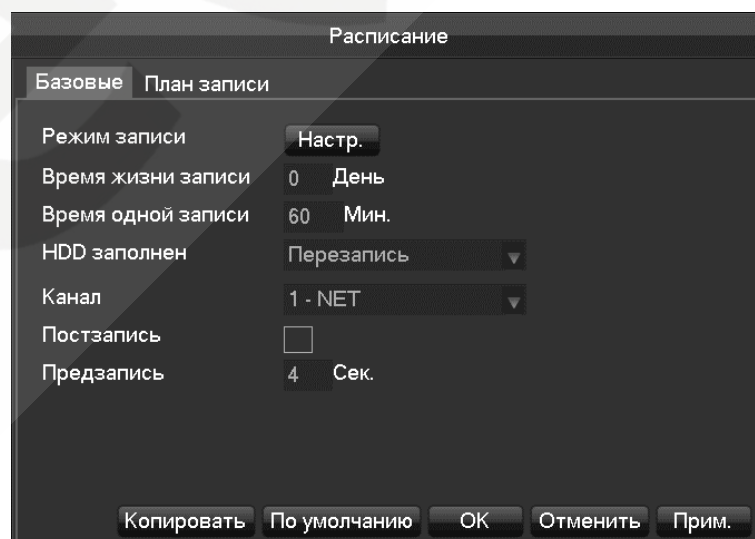 Расписание
Базовые План записи
Режим записи Настр.
Время жизни записи 0 День
Время одной записи 60 Мин.
HDD заполнен Перезапись
Канал 1 - NET
Постзапись
Предзапись 4 Сек.
Копировать По умолчанию OK Отменить Прим.